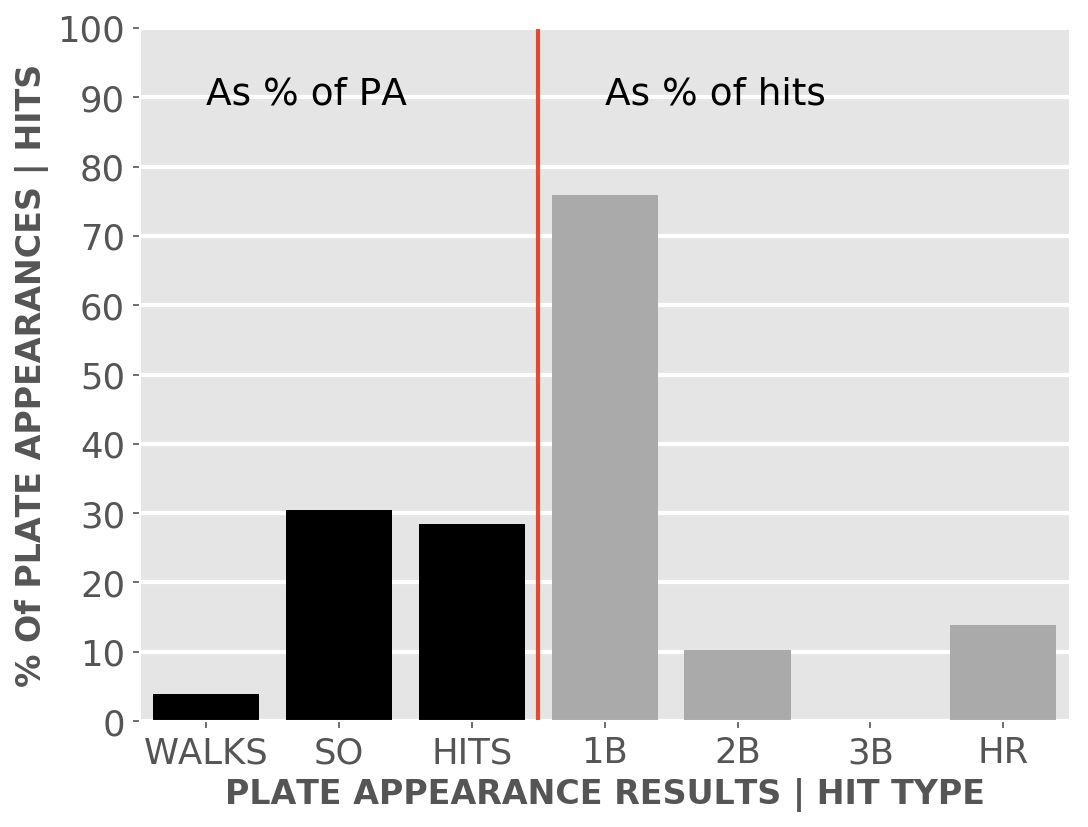 100
90
80
70
60
50
40
30
20
10
0
% Of PLATE APPEARANCES | HITS
As % of PA
As % of hits
WALKS SO HITS 1B 2B 3B HR
PLATE APPEARANCE RESULTS | HIT TYPE